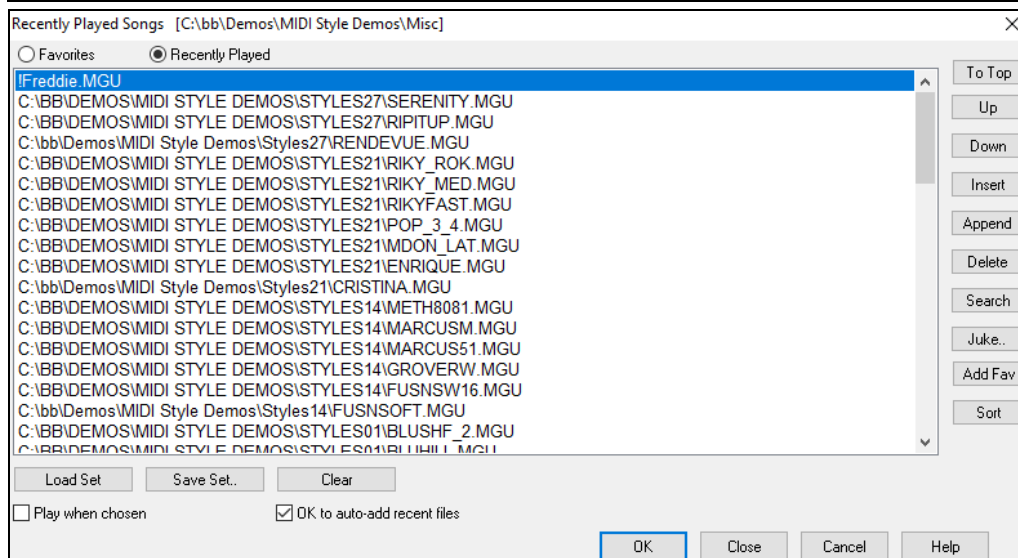 Recently Played Songs [C:\bb\Demos\MIDI Style Demos\Misc]
Favorites Recently Played
!Freddie.MGU
C:\BB\DEMOS\MIDI STYLE DEMOS\STYLES27\SERENITY.MGU
C:\BB\DEMOS\MIDI STYLE DEMOS\STYLES27\RIPITUP.MGU
C:\bb\Demos\MIDI Style Demos\Styles27\RENDEVUE.MGU
C:\BB\DEMOS\MIDI STYLE DEMOS\STYLES21\RIKY_ROK.MGU
C:\BB\DEMOS\MIDI STYLE DEMOS\STYLES21\RIKY_MED.MGU
C:\BB\DEMOS\MIDI STYLE DEMOS\STYLES21\RIKYFAST.MGU
C:\BB\DEMOS\MIDI STYLE DEMOS\STYLES21\POP_3_4.MGU
C:\BB\DEMOS\MIDI STYLE DEMOS\STYLES21\MDON_LAT.MGU
C:\BB\DEMOS\MIDI STYLE DEMOS\STYLES21\ENRIQUE.MGU
C:\bb\Demos\MIDI Style Demos\Styles21\CRISTINA.MGU
C:\BB\DEMOS\MIDI STYLE DEMOS\STYLES14\METH8081.MGU
C:\BB\DEMOS\MIDI STYLE DEMOS\STYLES14\MARCUSM.MGU
C:\BB\DEMOS\MIDI STYLE DEMOS\STYLES14\MARCUS51.MGU
C:\BB\DEMOS\MIDI STYLE DEMOS\STYLES14\GROVERW.MGU
C:\BB\DEMOS\MIDI STYLE DEMOS\STYLES14\FUSNSW16.MGU
C:\bb\Demos\MIDI Style Demos\Styles14\FUSNSOFT.MGU
C:\BB\DEMOS\MIDI STYLE DEMOS\STYLES01\BLUSHF_2.MGU
C:\BB\DEMOS\MIDI STYLE DEMOS\STYLES01\BLUHILL.MGU
To Top
Up
Down
Insert
Append
Delete
Search
Juke..
Add Fav
Sort
Load Set Save Set.. Clear
Play when chosen OK to auto-add recent files
OK Close Cancel Help